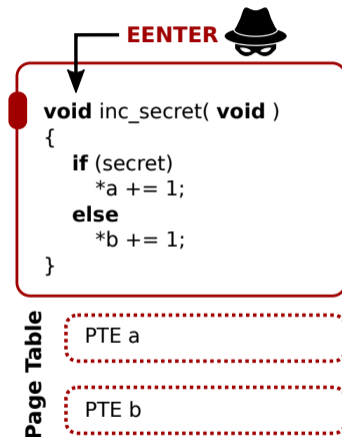 EENTER
void inc_secret( void )
{
if (secret)
*a += 1;
else
*b += 1;
}
Page Table
PTE a
PTE b